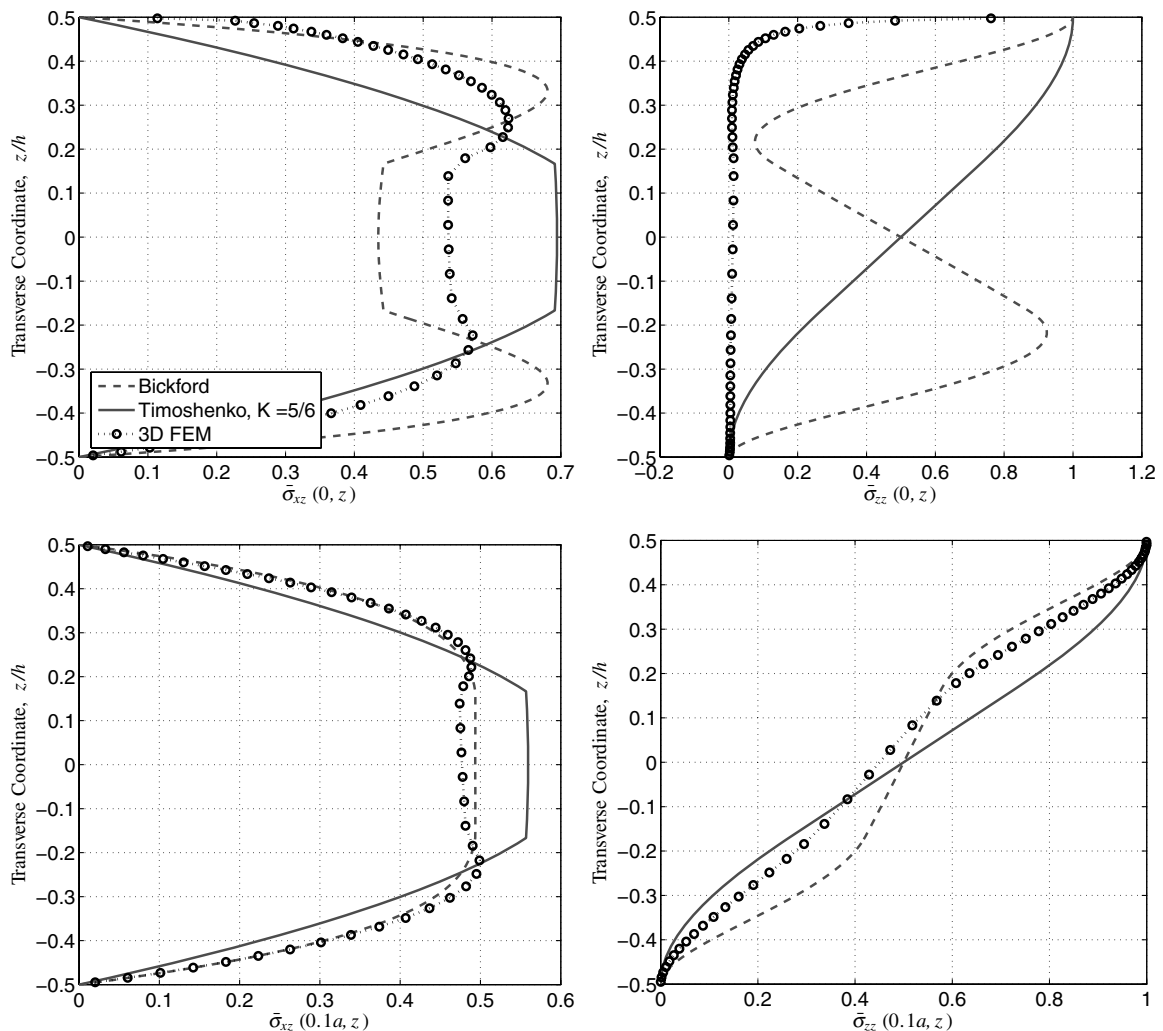 0.5
0.4
0.3
0.2
0.1
0
−0.1
−0.2
−0.3
−0.4
−0.5
Transverse Coordinate, z/h
Bickford
Timoshenko, K =5/6
3D FEM
0 0.1 0.2 0.3 0.4 0.5 0.6 0.7
σ̄xz (0, z)
0.5
0.4
0.3
0.2
0.1
0
−0.1
−0.2
−0.3
−0.4
−0.5
Transverse Coordinate, z/h
−0.2 0 0.2 0.4 0.6 0.8 1 1.2
σ̄zz (0, z)
0.5
0.4
0.3
0.2
0.1
0
−0.1
−0.2
−0.3
−0.4
−0.5
Transverse Coordinate, z/h
0 0.1 0.2 0.3 0.4 0.5 0.6
σ̄xz (0.1a, z)
0.5
0.4
0.3
0.2
0.1
0
−0.1
−0.2
−0.3
−0.4
−0.5
Transverse Coordinate, z/h
0 0.2 0.4 0.6 0.8 1
σ̄zz (0.1a, z)